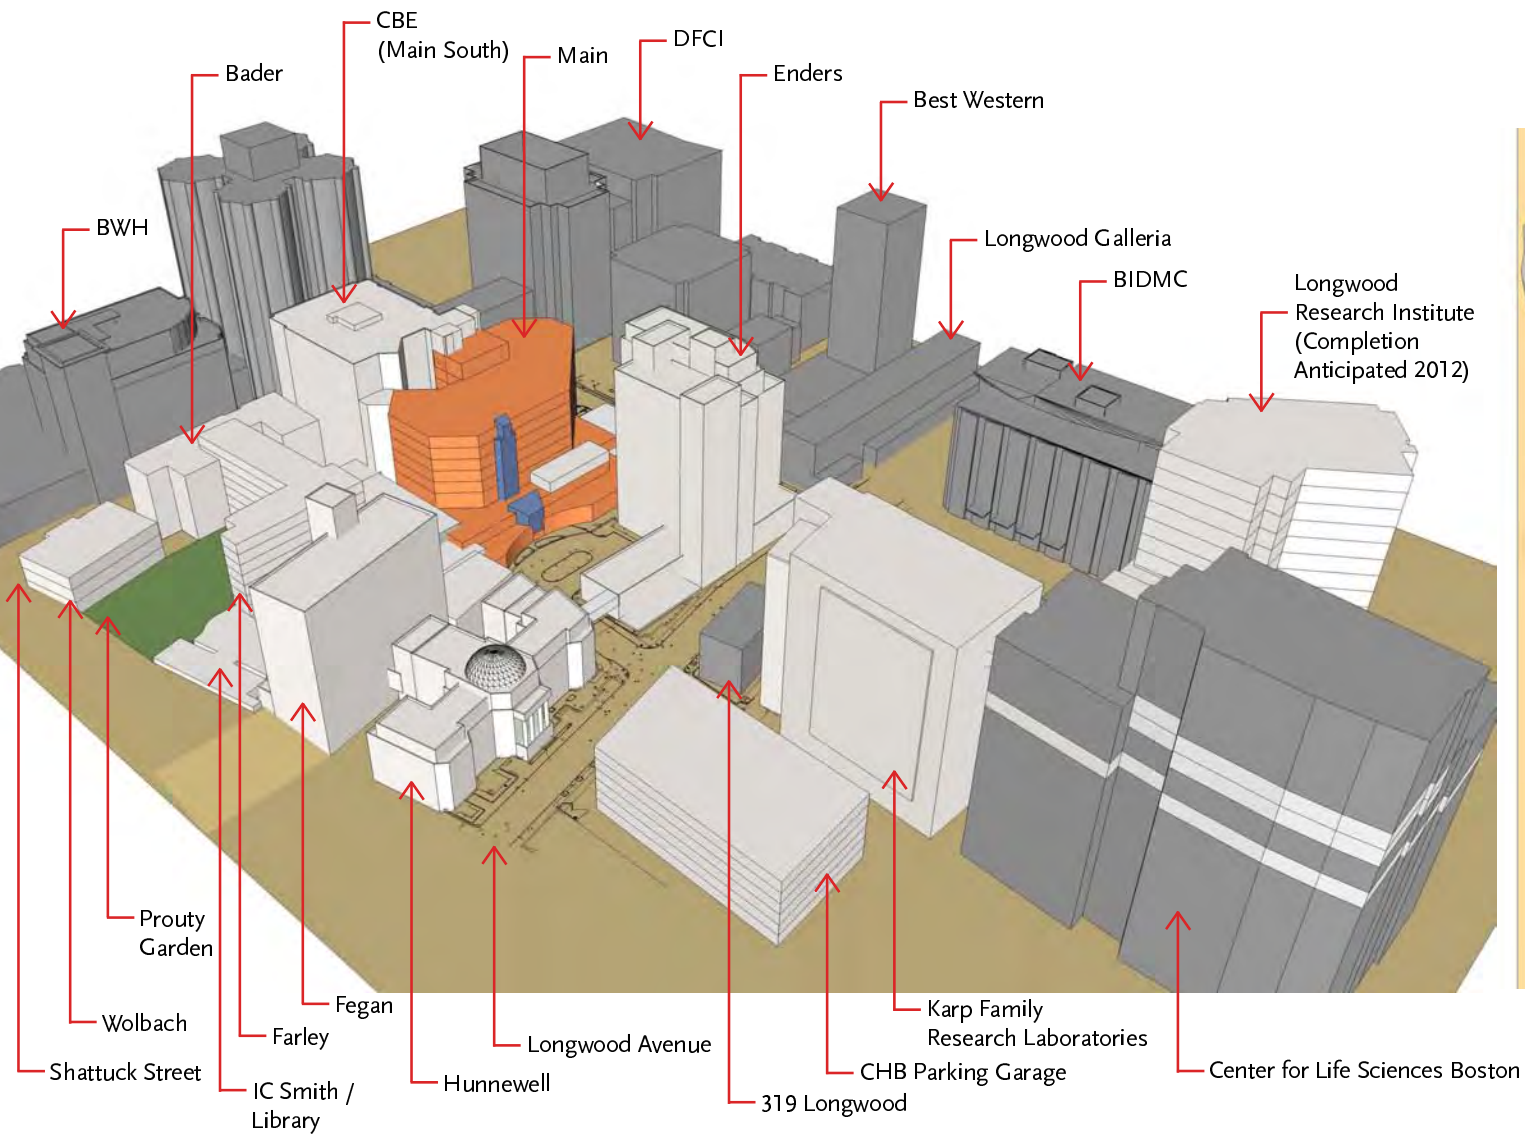 CBE
(Main South)
Main
DFCI
Bader
Enders
Best Western
BWH
Longwood Galleria
BIDMC
Longwood
Research Institute
(Completion
Anticipated 2012)
Prouty
Garden
Fegan
Wolbach
Farley
Shattuck Street
IC Smith /
Library
Hunnewell
Longwood Avenue
Karp Family
Research Laboratories
CHB Parking Garage
319 Longwood
Center for Life Sciences Boston